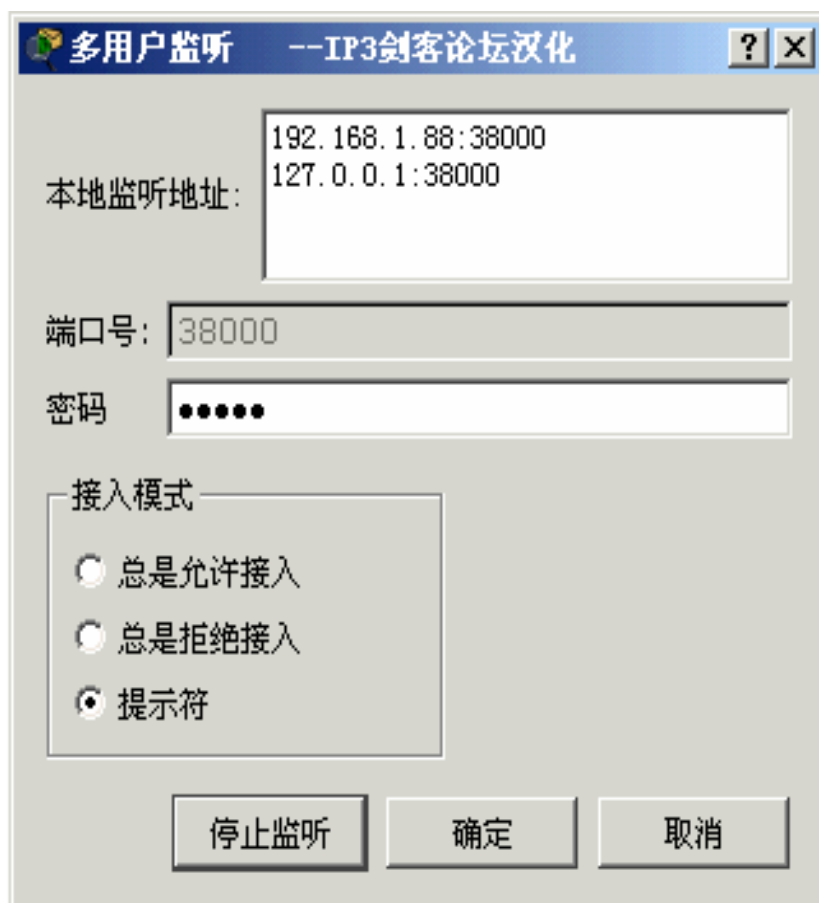 多用户监听 --IP3剑客论坛汉化
本地监听地址:
192.168.1.88:38000
127.0.0.1:38000
端口号: 38000
密码 ●●●●●
接入模式
总是允许接入
总是拒绝接入
提示符
停止监听 确定 取消